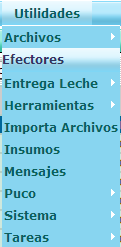 Utilidades
Archivos
Efectores
Entrega Leche
Herramientas
Importa Archivos
Insumos
Mensajes
Puco
Sistema
Tareas